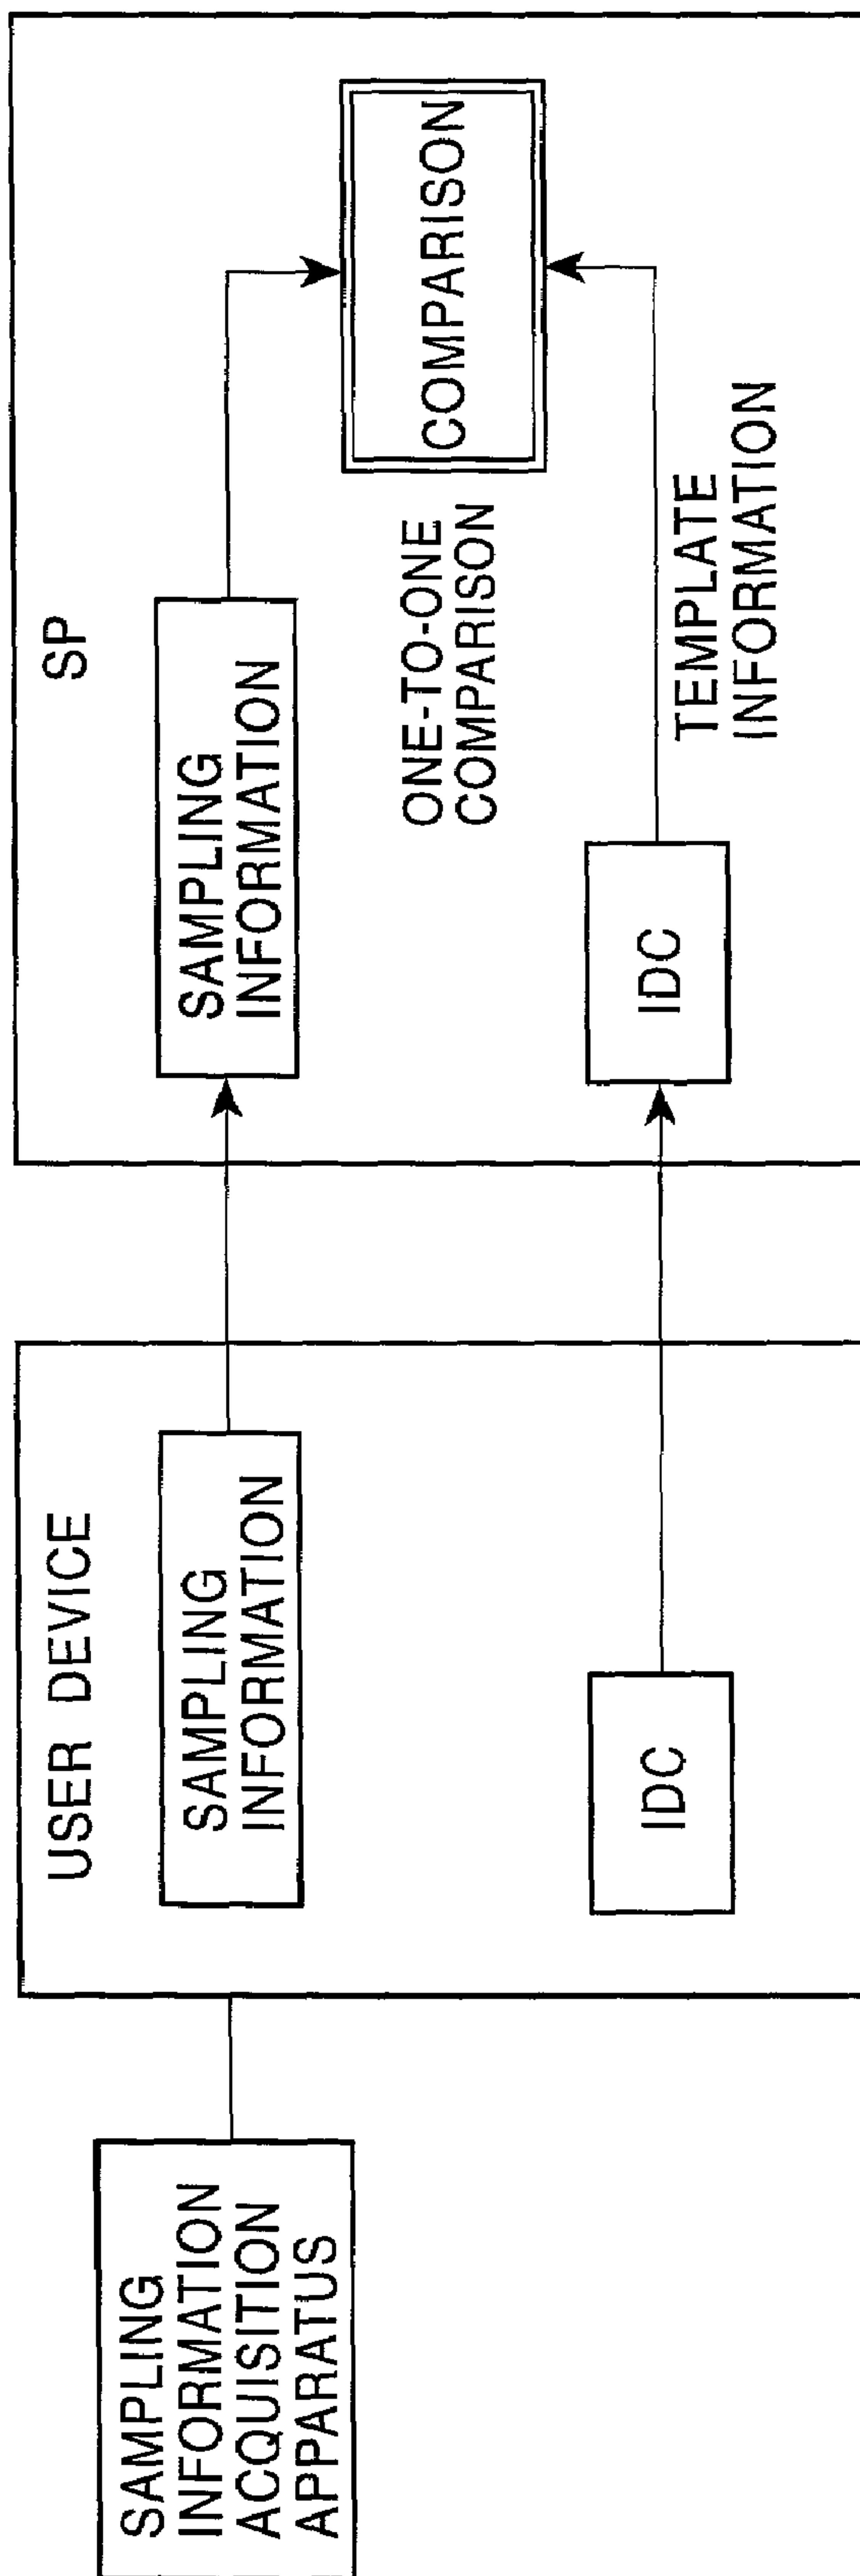 SAMPLING
INFORMATION
ACQUISITION
APPARATUS
USER DEVICE
SAMPLING
INFORMATION
IDC
SP
SAMPLING
INFORMATION
ONE-TO-ONE
COMPARISON
COMPARISON
IDC
TEMPLATE
INFORMATION